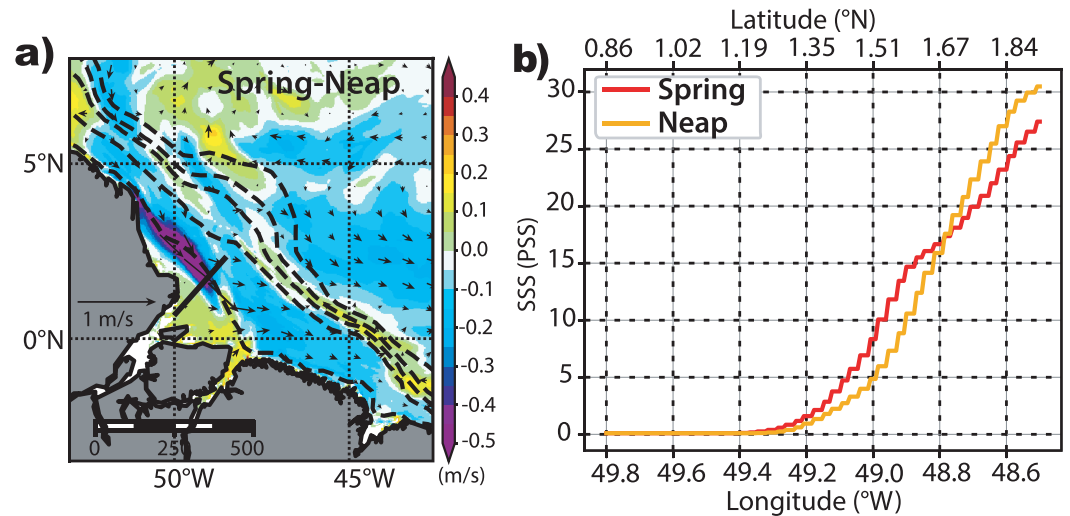 a)
Spring-Neap
5°N
0°N
1 m/s
0 250 500
50°W 45°W
0.4
0.3
0.2
0.1
0.0
-0.1
-0.2
-0.3
-0.4
-0.5
(m/s)
b)
Latitude (°N)
0.86 1.02 1.19 1.35 1.51 1.67 1.84
Spring
Neap
SSS (PSS)
30
25
20
15
10
5
0
49.8 49.6 49.4 49.2 49.0 48.8 48.6
Longitude (°W)